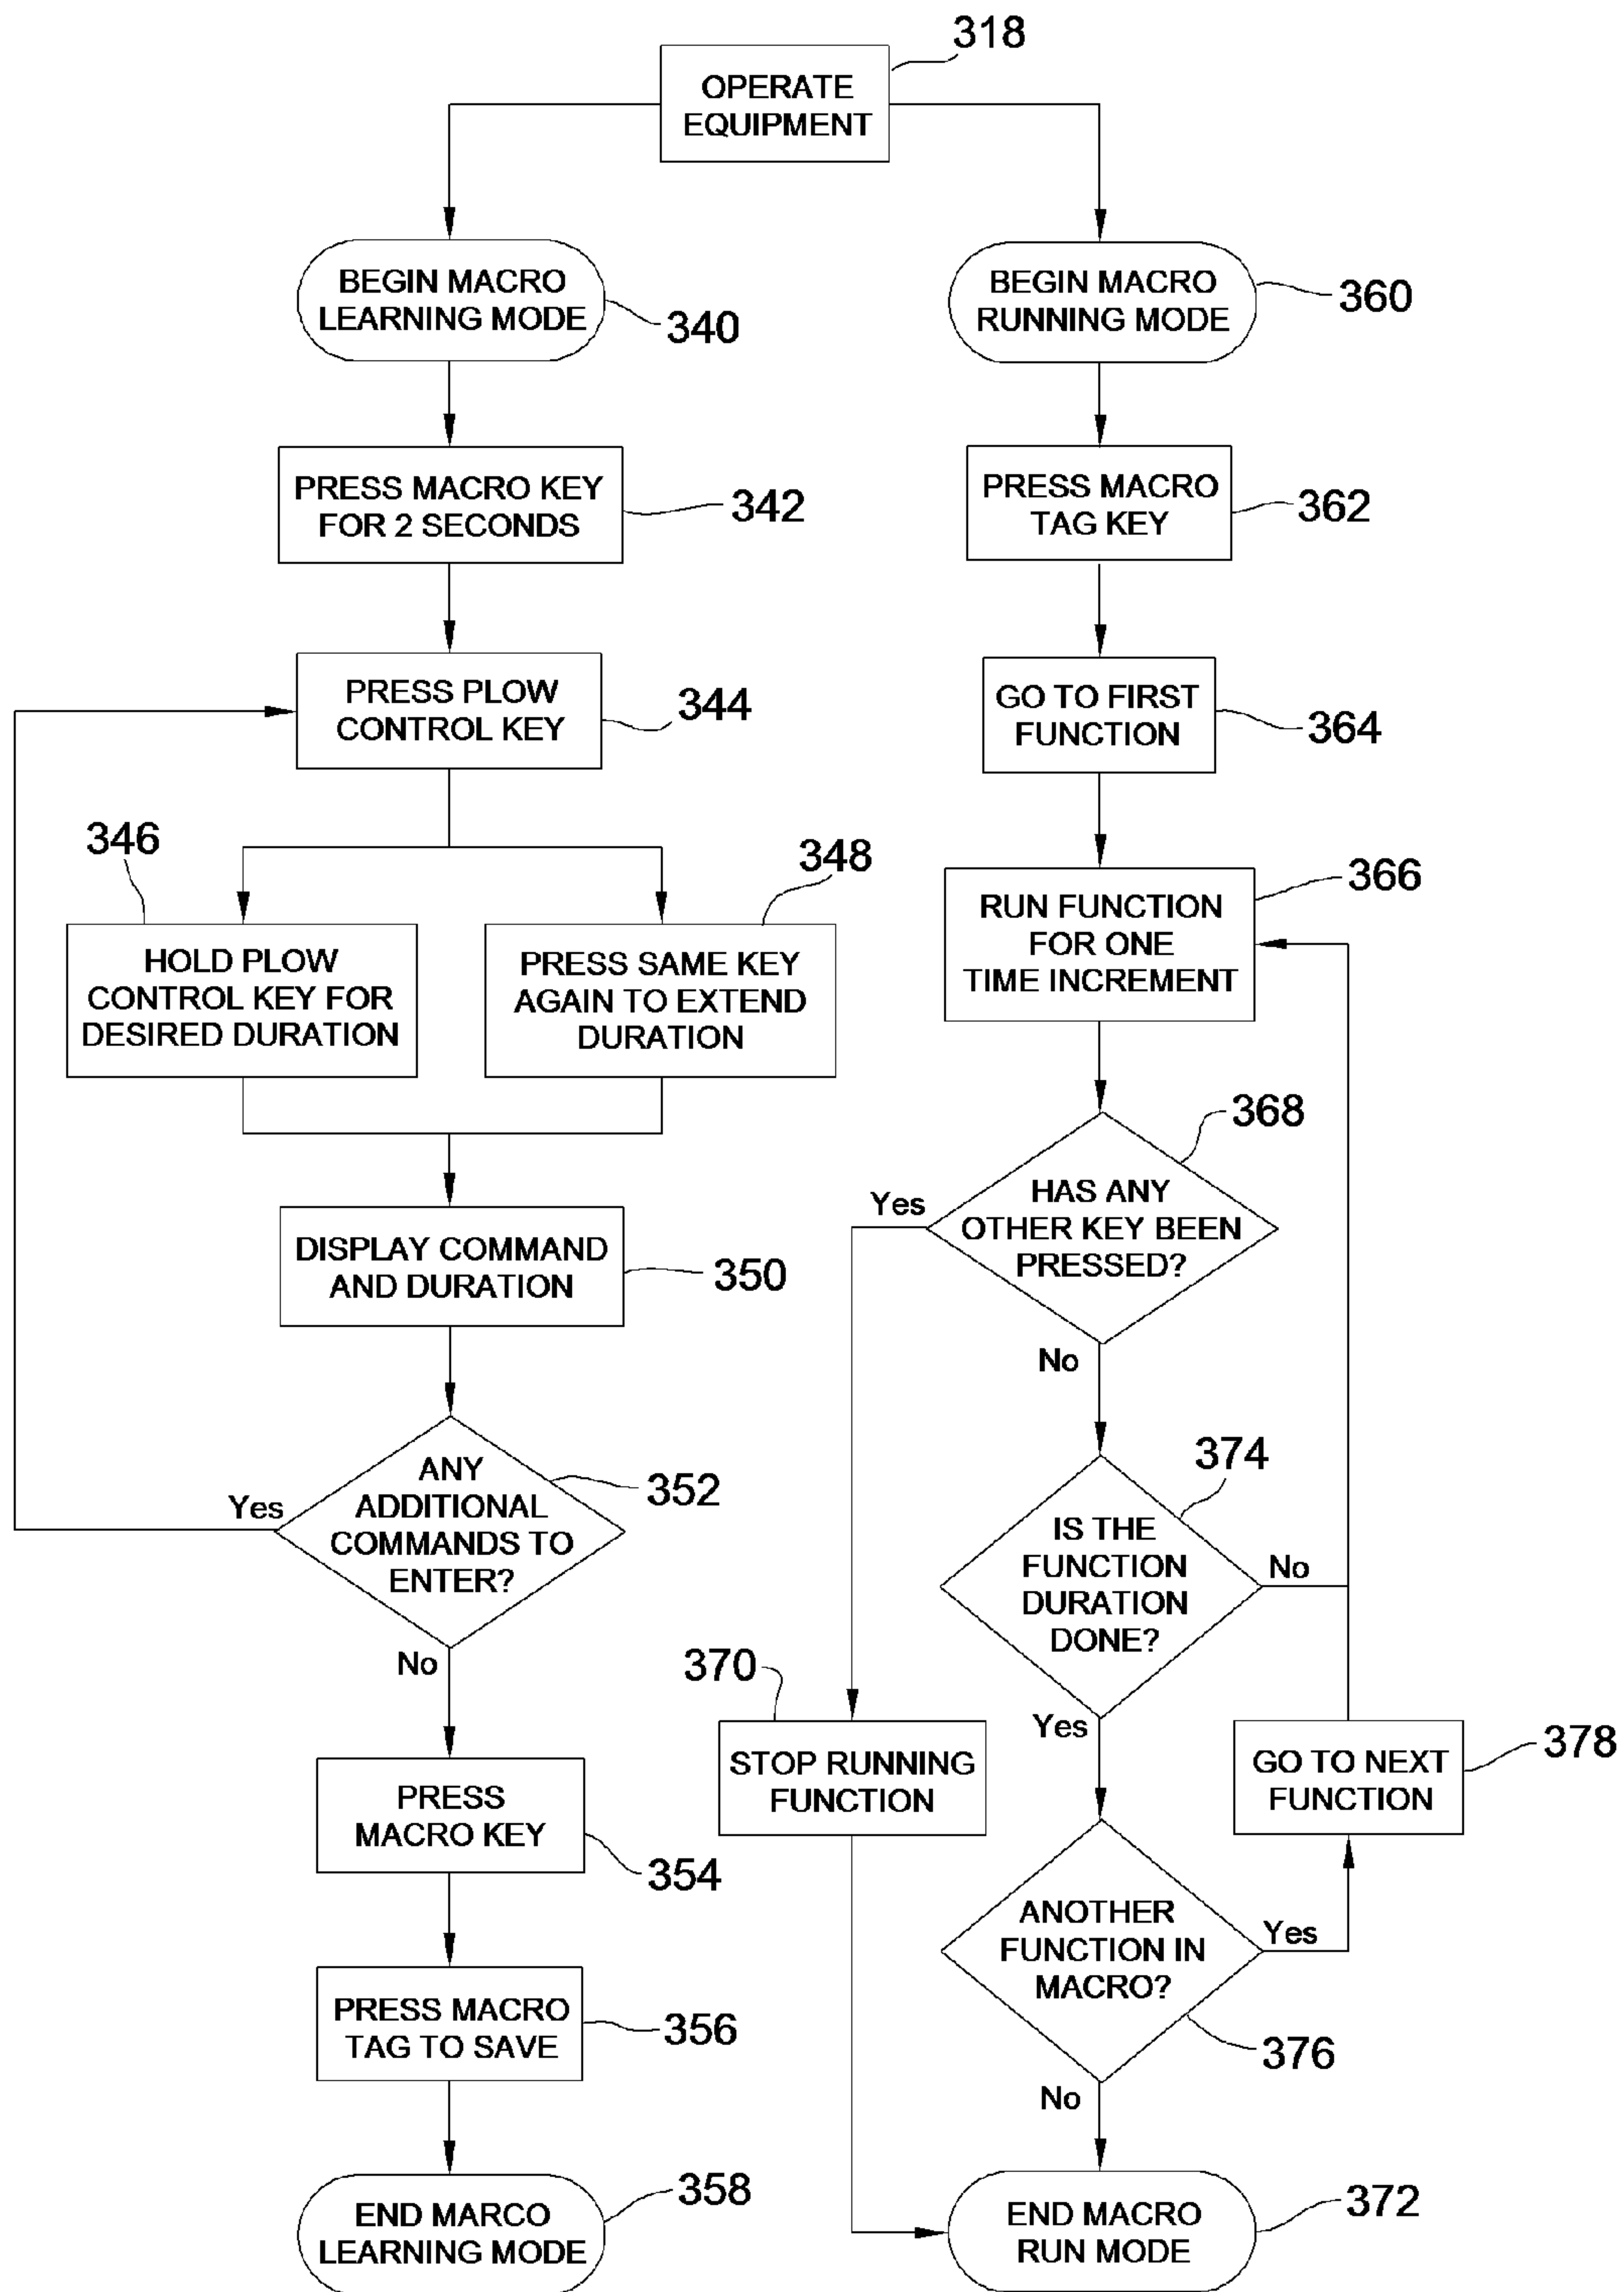 318
OPERATE
EQUIPMENT
BEGIN MACRO
LEARNING MODE
340
PRESS MACRO KEY
FOR 2 SECONDS
342
PRESS PLOW
CONTROL KEY
344
346
348
HOLD PLOW
CONTROL KEY FOR
DESIRED DURATION
PRESS SAME KEY
AGAIN TO EXTEND
DURATION
DISPLAY COMMAND
AND DURATION
350
ANY
ADDITIONAL
COMMANDS TO
ENTER?
352
Yes
No
PRESS
MACRO KEY
354
PRESS MACRO
TAG TO SAVE
356
END MARCO
LEARNING MODE
358
BEGIN MACRO
RUNNING MODE
360
PRESS MACRO
TAG KEY
362
GO TO FIRST
FUNCTION
364
RUN FUNCTION
FOR ONE
TIME INCREMENT
366
368
HAS ANY
OTHER KEY BEEN
PRESSED?
Yes
No
374
IS THE
FUNCTION
DURATION
DONE?
No
Yes
370
STOP RUNNING
FUNCTION
GO TO NEXT
FUNCTION
378
ANOTHER
FUNCTION IN
MACRO?
Yes
376
No
END MACRO
RUN MODE
372